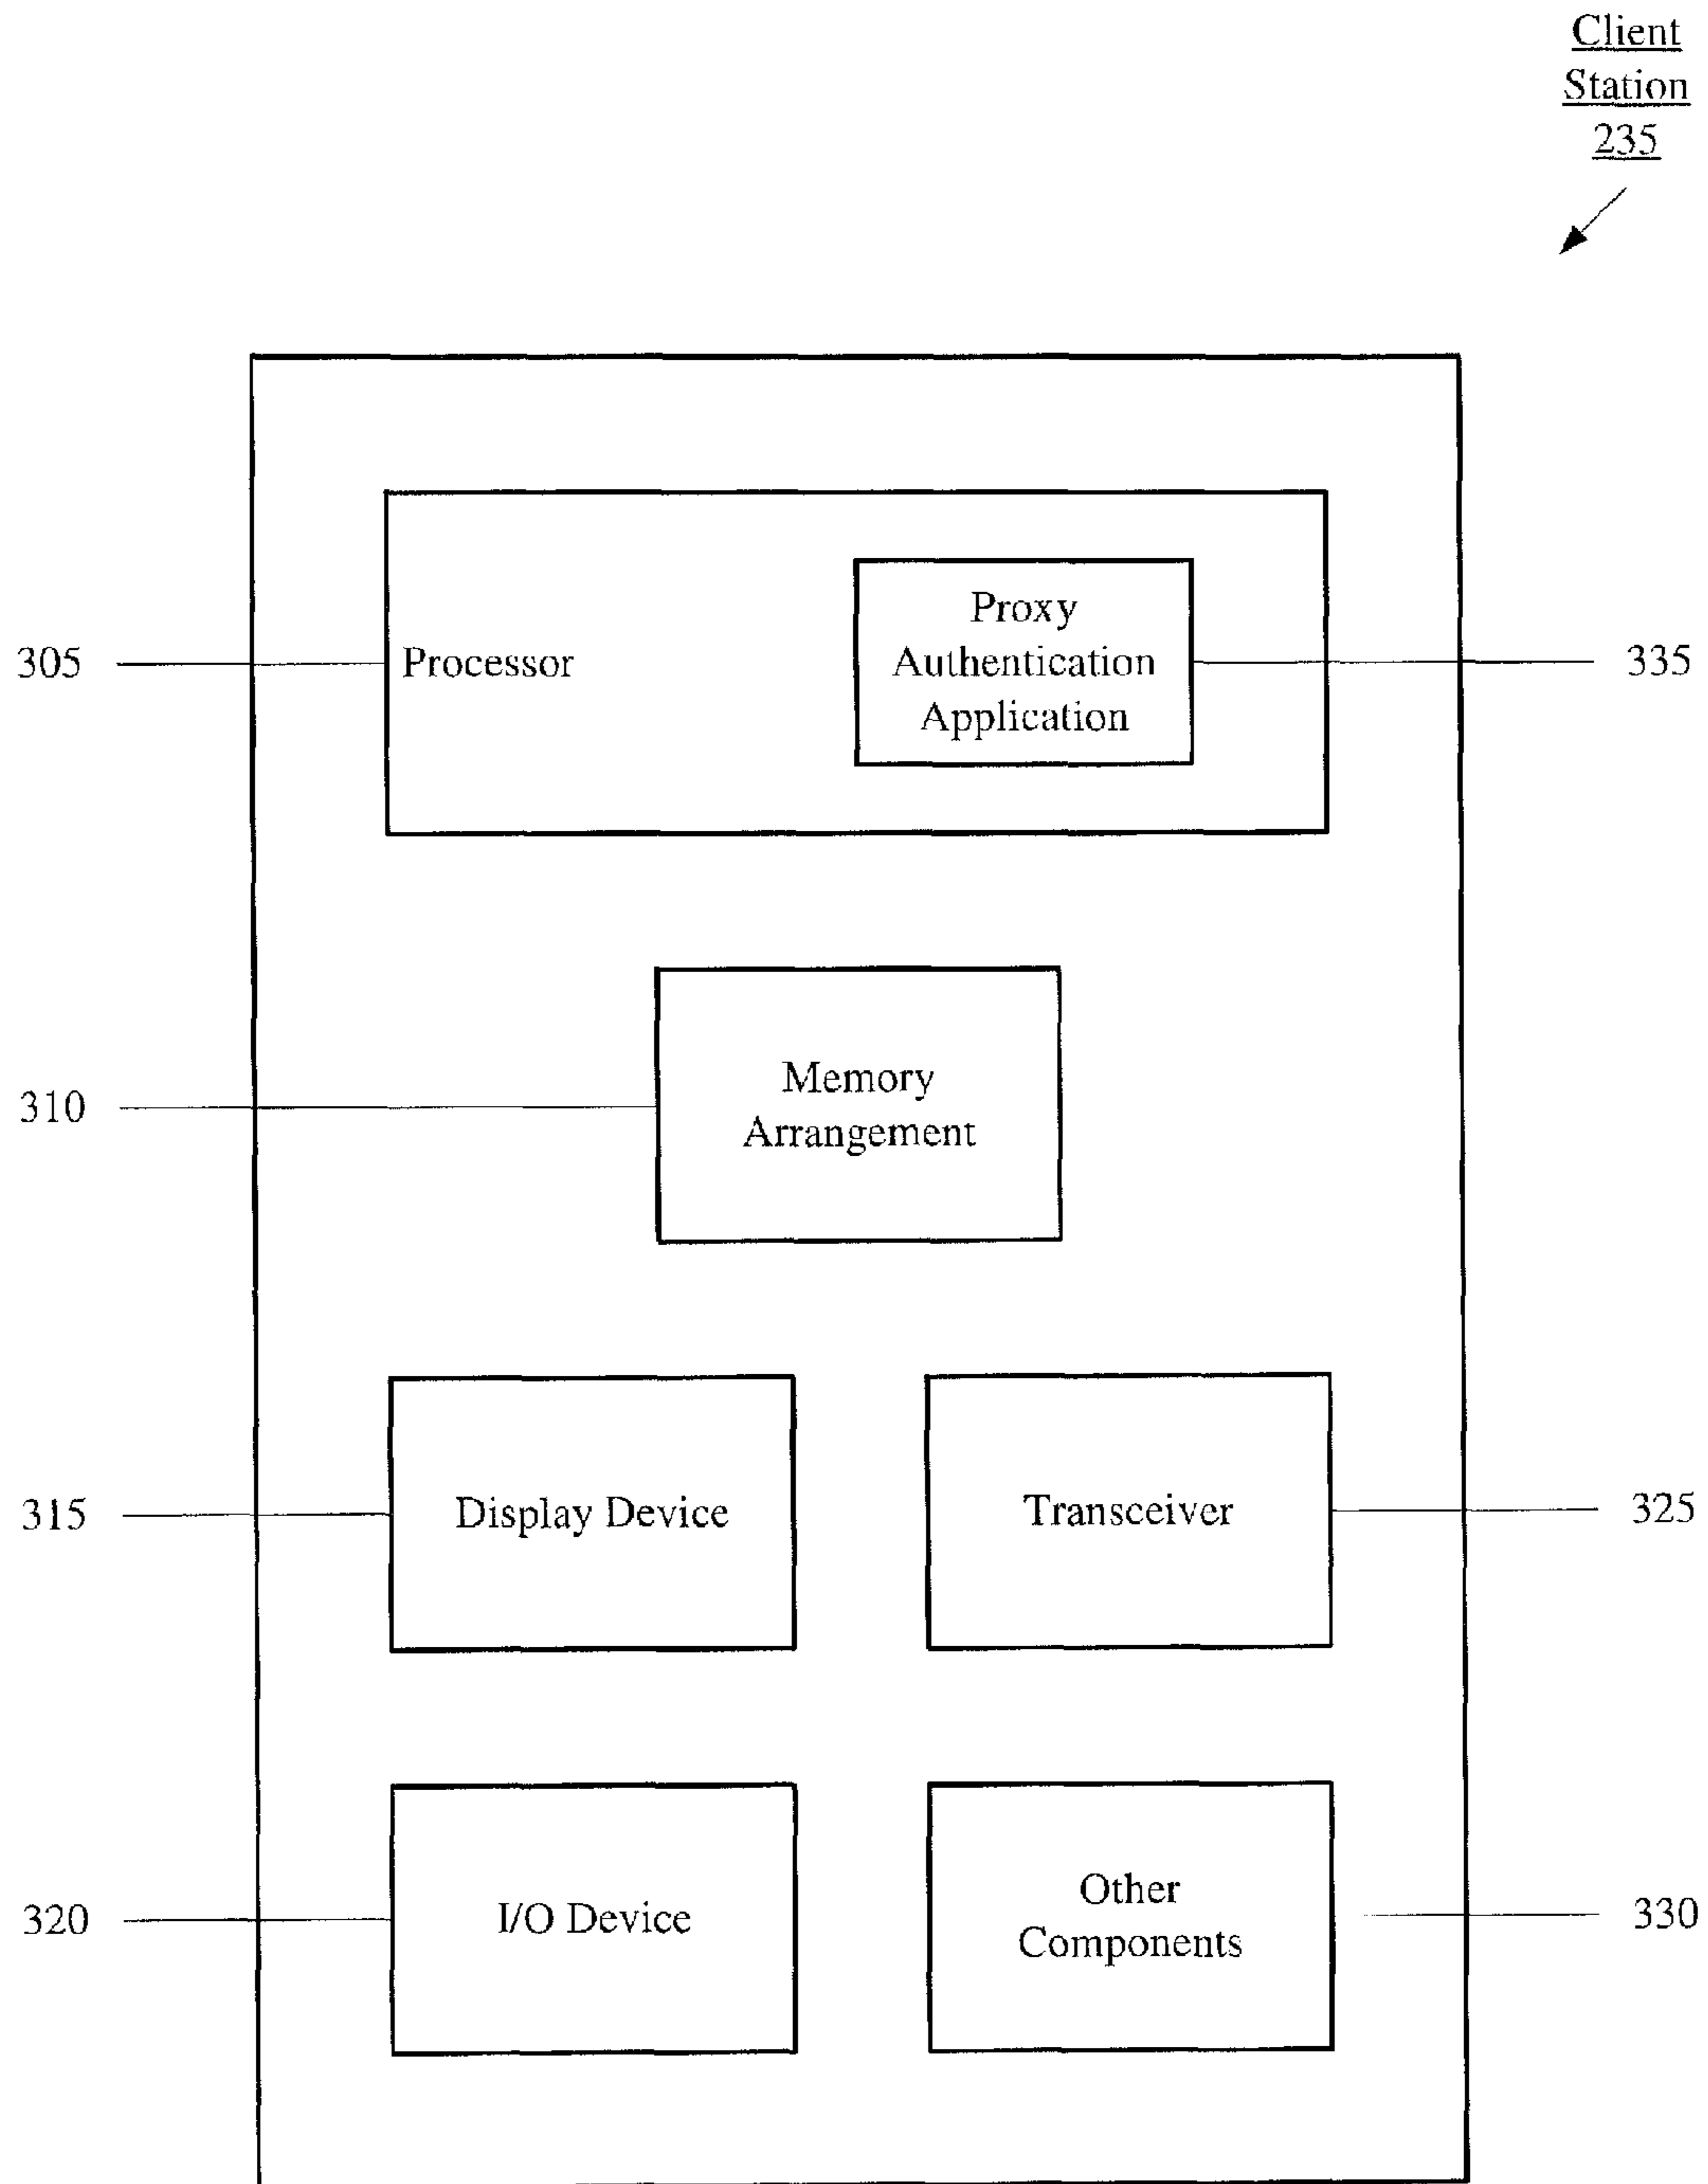 Client
Station
235
305
Processor
Proxy
Authentication
Application
335
310
Memory
Arrangement
315
Display Device
Transceiver
325
320
I/O Device
Other
Components
330